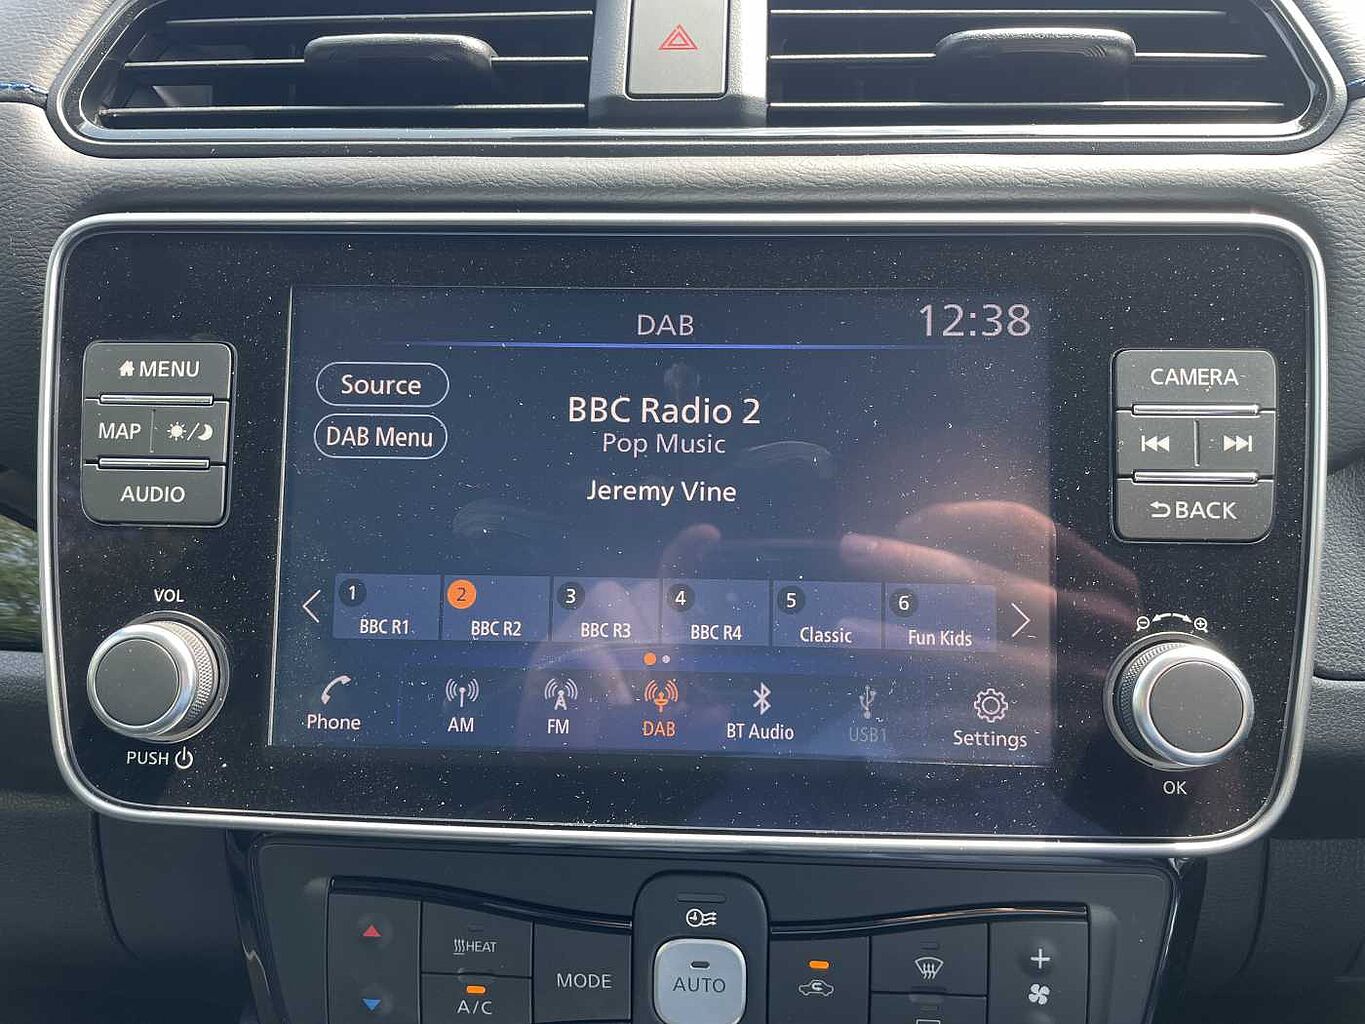 DAB
12:38
MENU
MAP
AUDIO
Source
DAB Menu
BBC Radio 2
Pop Music
Jeremy Vine
CAMERA
BACK
1 BBC R1
2 BBC R2
3 BBC R3
4 BBC R4
5 Classic
6 Fun Kids
Phone
AM
FM
DAB
BT Audio
USB1
Settings
VOL
PUSH
OK
HEAT
A/C
MODE
AUTO